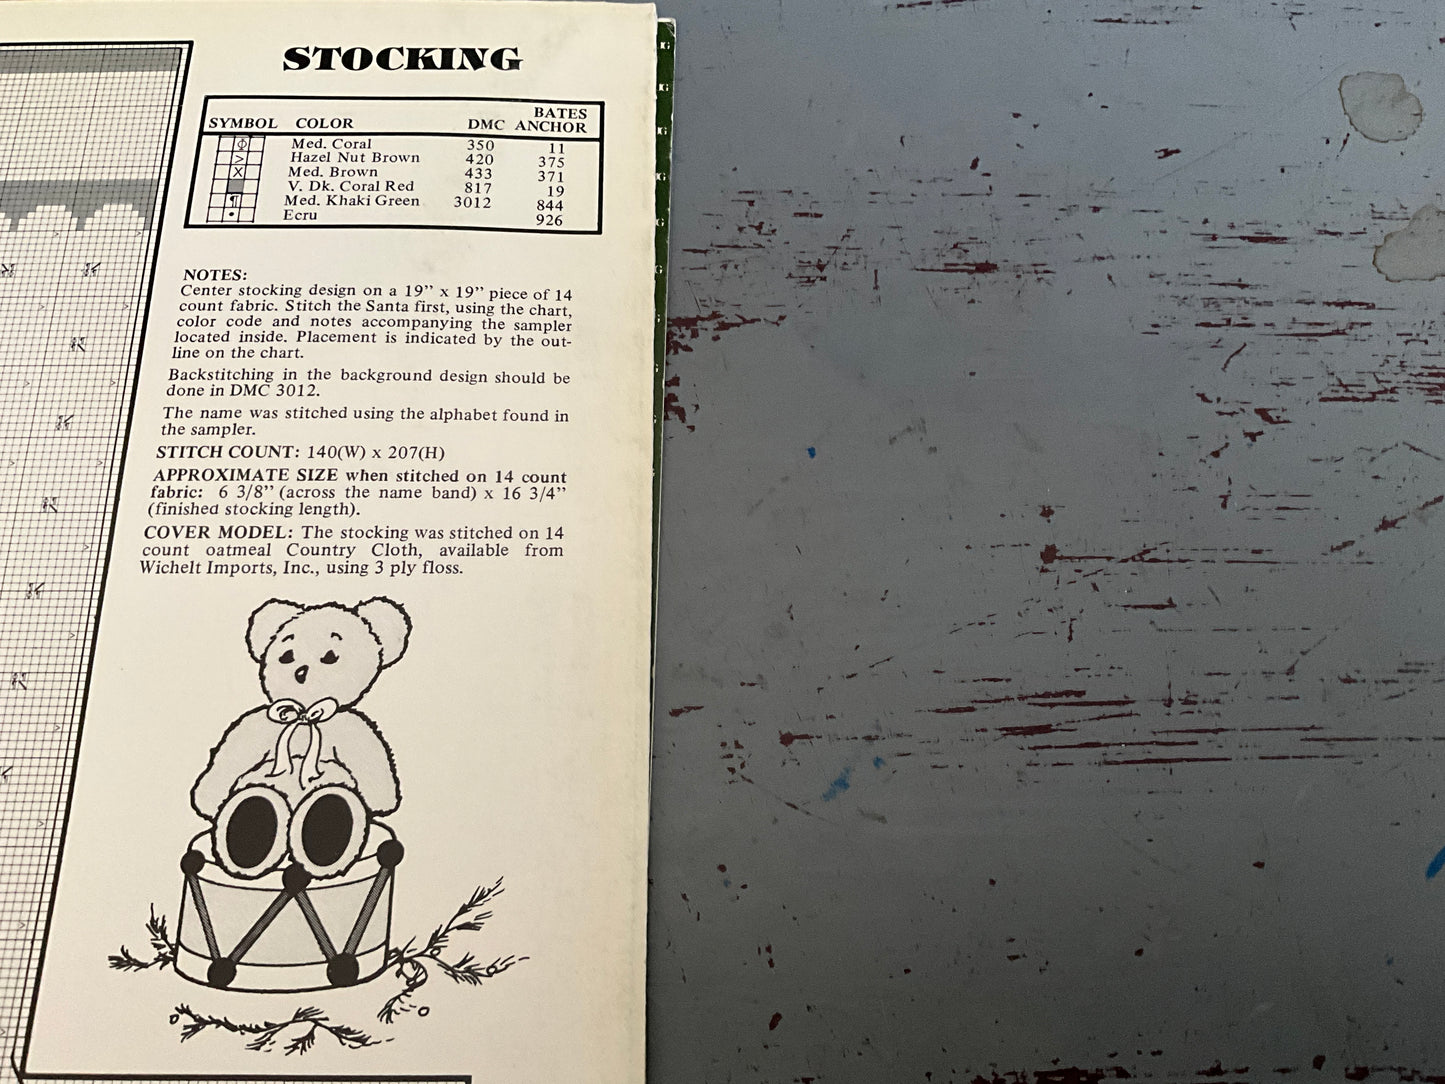 STOCKING
SYMBOL COLOR DMC BATES ANCHOR
Φ Med. Coral 350 11
> Hazel Nut Brown 420 375
X Med. Brown 433 371
V. Dk. Coral Red 817 19
¶ Med. Khaki Green 3012 844
• Ecru 926
NOTES:
Center stocking design on a 19” x 19” piece of 14
count fabric. Stitch the Santa first, using the chart,
color code and notes accompanying the sampler
located inside. Placement is indicated by the out-
line on the chart.
Backstitching in the background design should be
done in DMC 3012.
The name was stitched using the alphabet found in
the sampler.
STITCH COUNT: 140(W) x 207(H)
APPROXIMATE SIZE when stitched on 14 count
fabric: 6 3/8” (across the name band) x 16 3/4”
(finished stocking length).
COVER MODEL: The stocking was stitched on 14
count oatmeal Country Cloth, available from
Wichelt Imports, Inc., using 3 ply floss.